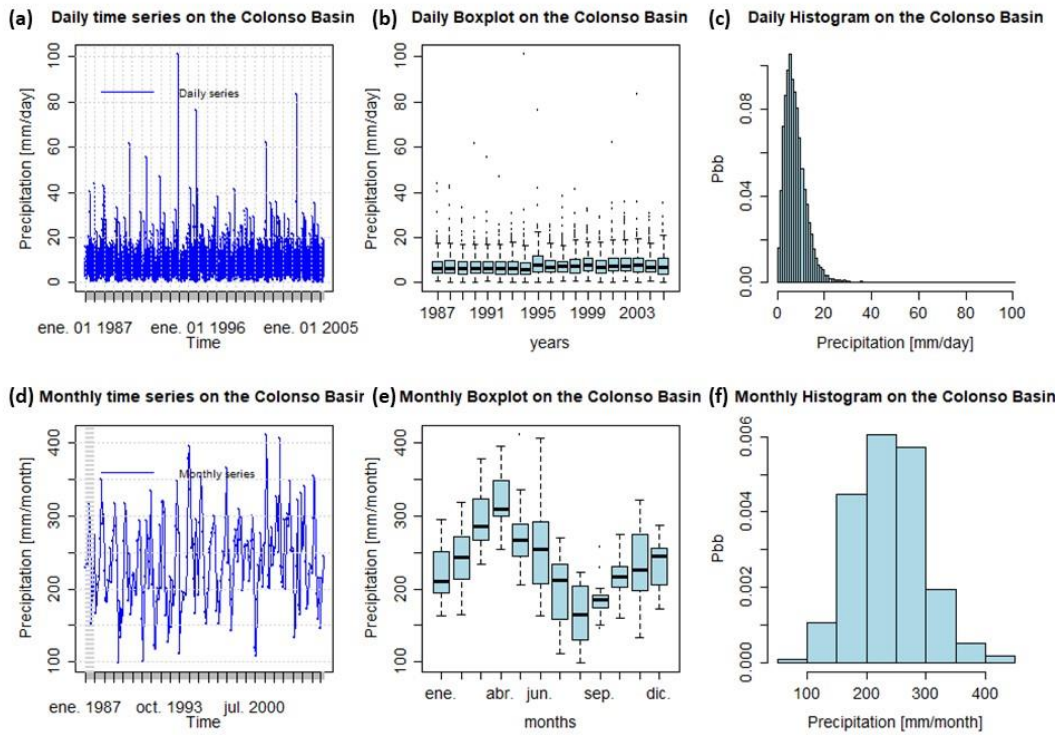 (a) Daily time series on the Colonso Basin
Precipitation [mm/day]
100
80
60
40
20
0
Daily series
ene. 01 1987 ene. 01 1996 ene. 01 2005
Time
(b) Daily Boxplot on the Colonso Basin
Precipitation [mm/day]
100
80
60
40
20
0
1987 1991 1995 1999 2003
years
(c) Daily Histogram on the Colonso Basin
Pbb
0.08
0.04
0.00
0 20 40 60 80 100
Precipitation [mm/day]
(d) Monthly time series on the Colonso Basir
Precipitation [mm/month]
400
300
200
100
Monthly series
ene. 1987 oct. 1993 jul. 2000
Time
(e) Monthly Boxplot on the Colonso Basin
Precipitation [mm/month]
400
300
200
100
ene. abr. jun. sep. dic.
months
(f) Monthly Histogram on the Colonso Basin
Pbb
0.006
0.004
0.002
0.000
100 200 300 400
Precipitation [mm/month]